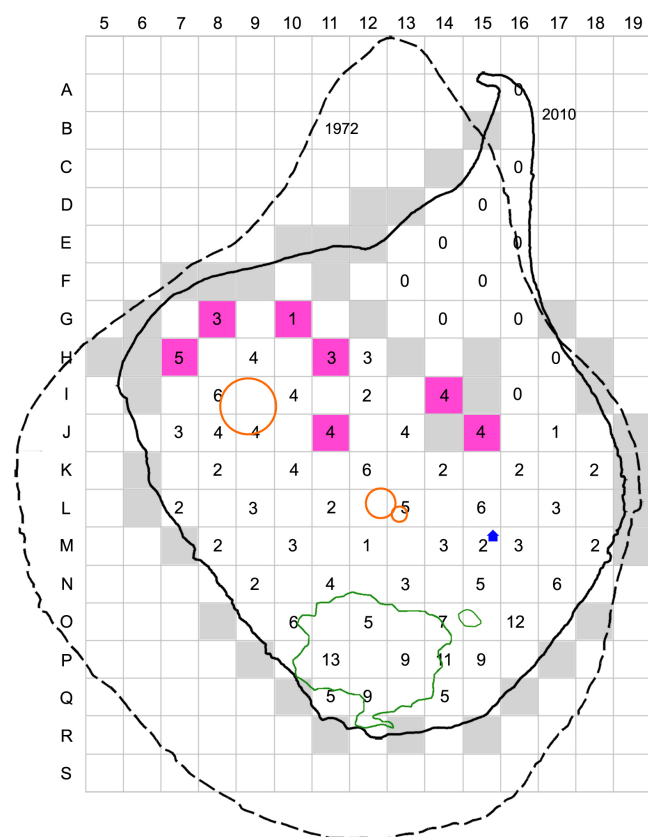 5 6 7 8 9 10 11 12 13 14 15 16 17 18 19
A 0
2010
B 1972
C 0
D 0
E 0 0
F 0 0
G 3 1 0 0
H 5 4 3 3 0
I 6 4 2 4 0
J 3 4 4 4 4 4 1
K 2 4 6 2 2 2
L 2 3 2 5 6 3
M 2 3 1 3 2 3 2
N 2 4 3 5 6
O 6 5 7 12
P 13 9 11 9
Q 5 9 5
R
S